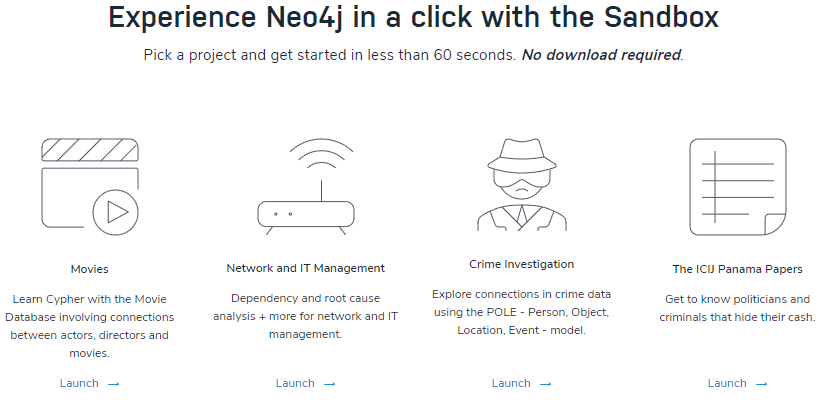 Experience Neo4j in a click with the Sandbox
Pick a project and get started in less than 60 seconds. No download required.
Movies
Learn Cypher with the Movie
Database involving connections
between actors, directors and
movies.
Launch →
Network and IT Management
Dependency and root cause
analysis + more for network and IT
management.
Launch →
Crime Investigation
Explore connections in crime data
using the POLE - Person, Object,
Location, Event - model.
Launch →
The ICIJ Panama Papers
Get to know politicians and
criminals that hide their cash.
Launch →